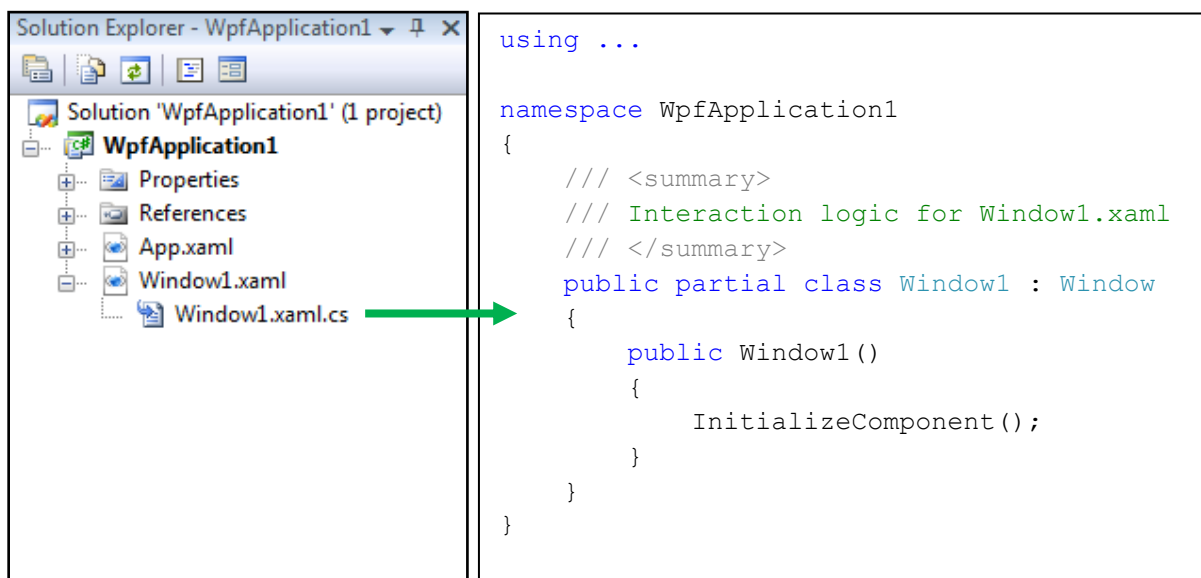 Solution Explorer - WpfApplication1
Solution 'WpfApplication1' (1 project)
WpfApplication1
Properties
References
App.xaml
Window1.xaml
Window1.xaml.cs
using ...
namespace WpfApplication1
{
/// <summary>
/// Interaction logic for Window1.xaml
/// </summary>
public partial class Window1 : Window
{
public Window1()
{
InitializeComponent();
}
}
}